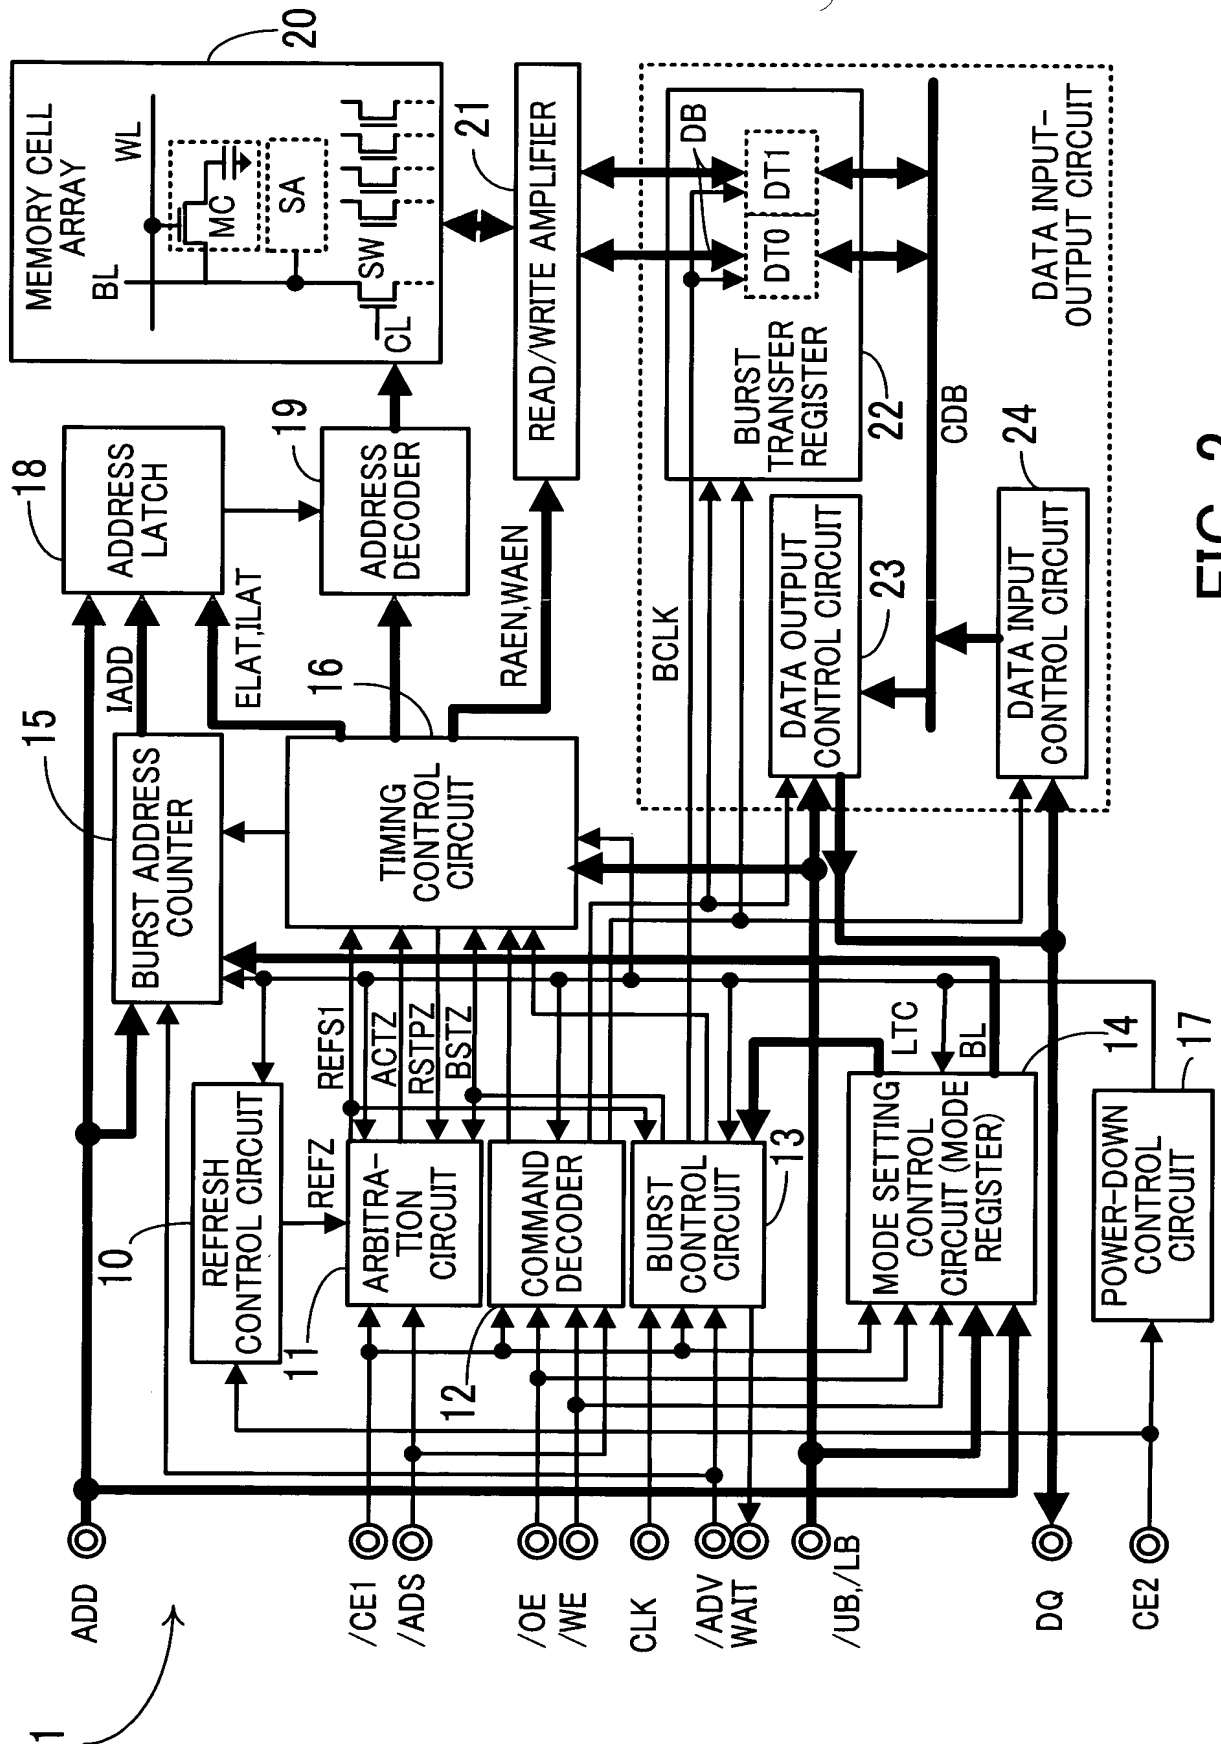 1
ADD
/CE1
/ADS
/OE
/WE
CLK
/ADV
WAIT
/UB,/LB
DQ
CE2
10
REFRESH
CONTROL CIRCUIT
REFZ
11
ARBITRA-
TION
CIRCUIT
12
COMMAND
DECODER
BURST
CONTROL
CIRCUIT
13
MODE SETTING
CONTROL
CIRCUIT (MODE
REGISTER)
14
POWER-DOWN
CONTROL
CIRCUIT
17
REFS1
ACTZ
RSTPZ
BSTZ
LTC
BL
15
BURST ADDRESS
COUNTER
IADD
TIMING
CONTROL
CIRCUIT
16
ELAT,ILAT
RAEN,WAEN
18
ADDRESS
LATCH
19
ADDRESS
DECODER
MEMORY CELL
ARRAY
20
BL
WL
MC
SA
SW
CL
READ/WRITE AMPLIFIER
21
BCLK
BURST
TRANSFER
REGISTER
22
DT0
DT1
DB
DATA OUTPUT
CONTROL CIRCUIT
23
CDB
DATA INPUT
CONTROL CIRCUIT
24
DATA INPUT-
OUTPUT CIRCUIT